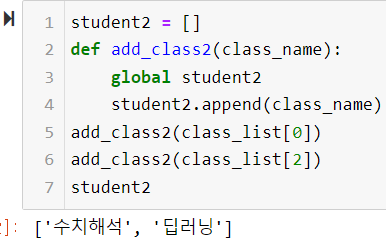 1 student2 = []
2 def add_class2(class_name):
3     global student2
4     student2.append(class_name)
5 add_class2(class_list[0])
6 add_class2(class_list[2])
7 student2
]: ['수치해석', '딥러닝']